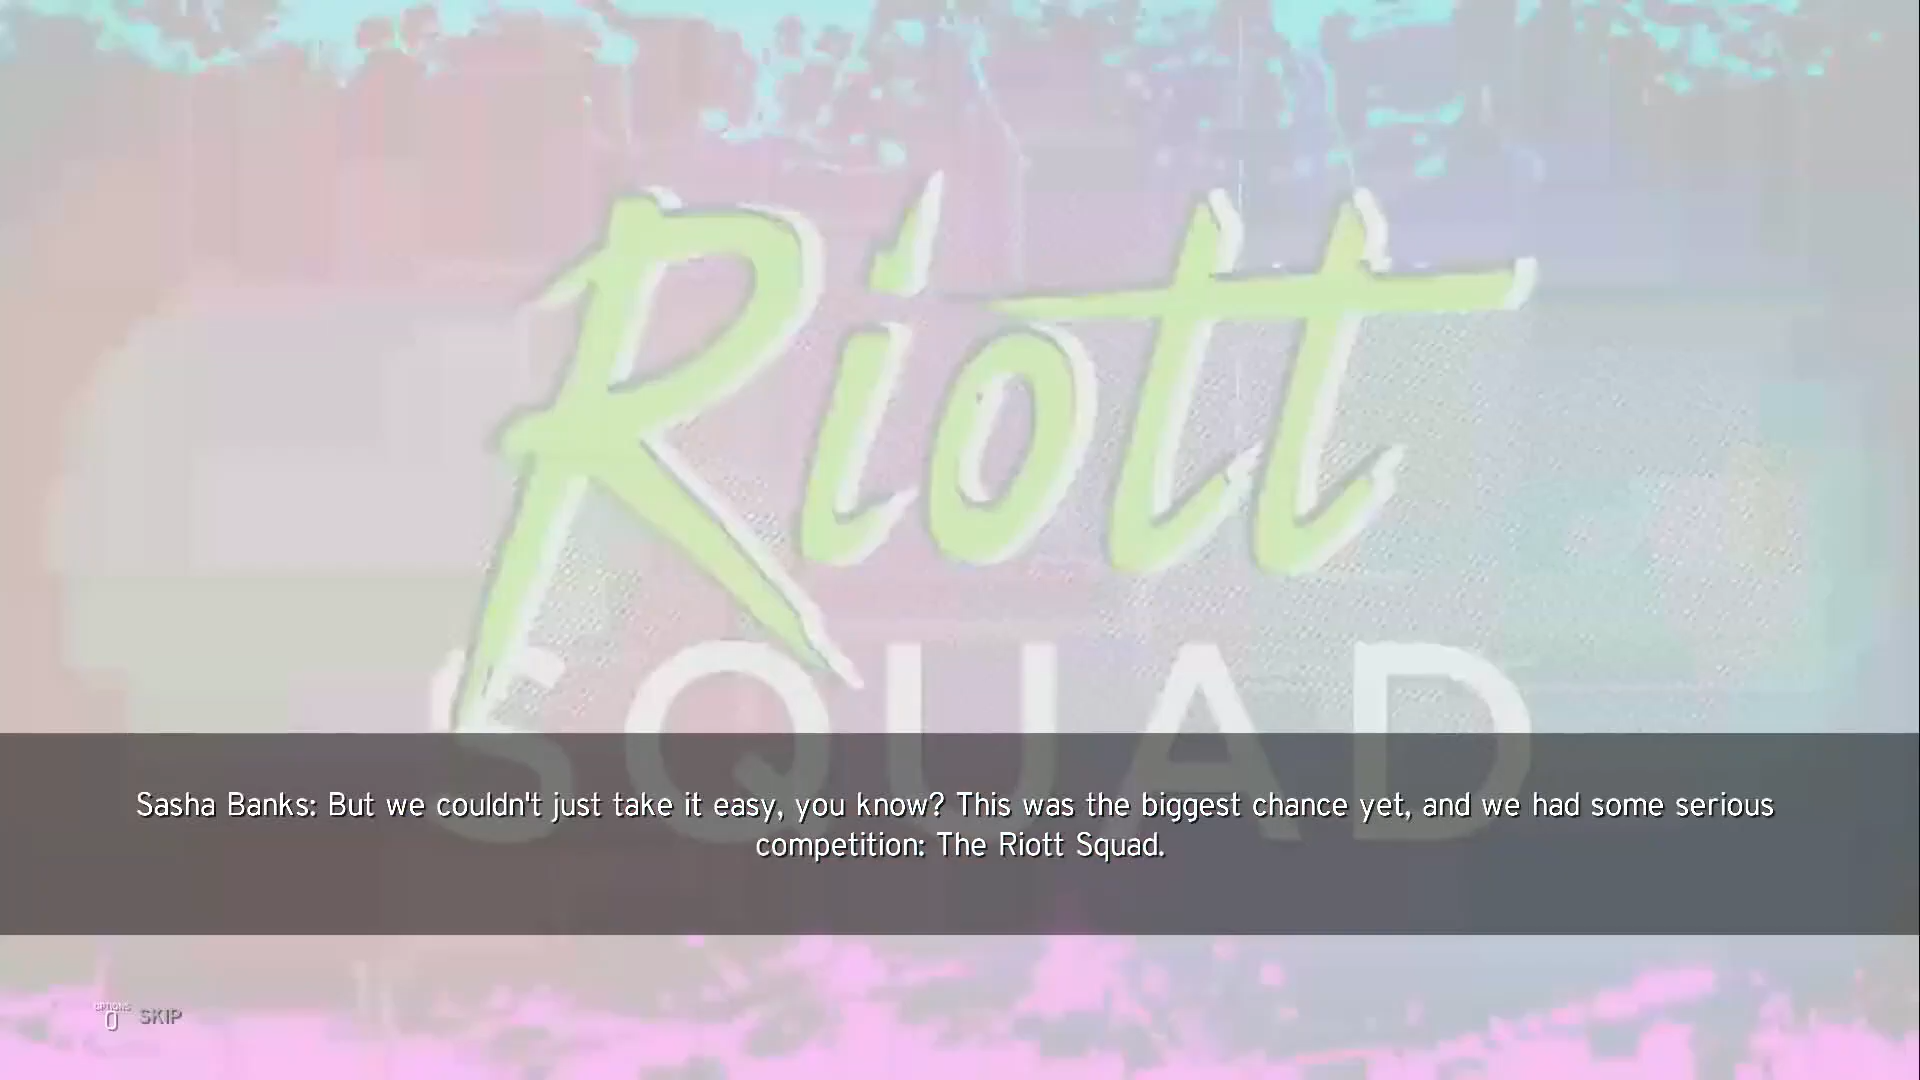 Riott
SQUAD
Sasha Banks: But we couldn't just take it easy, you know? This was the biggest chance yet, and we had some serious
competition: The Riott Squad.
OPTIONS
SKIP